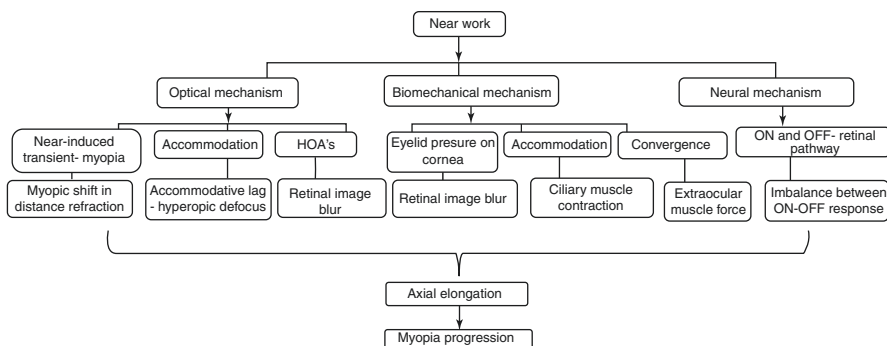 Near work
Optical mechanism
Biomechanical mechanism
Neural mechanism
Near-induced
transient- myopia
Accommodation
HOA's
Eyelid presure on
cornea
Accommodation
Convergence
ON and OFF- retinal
pathway
Myopic shift in
distance refraction
Accommodative lag
- hyperopic defocus
Retinal image
blur
Retinal image blur
Ciliary muscle
contraction
Extraocular
muscle force
Imbalance between
ON-OFF response
Axial elongation
Myopia progression